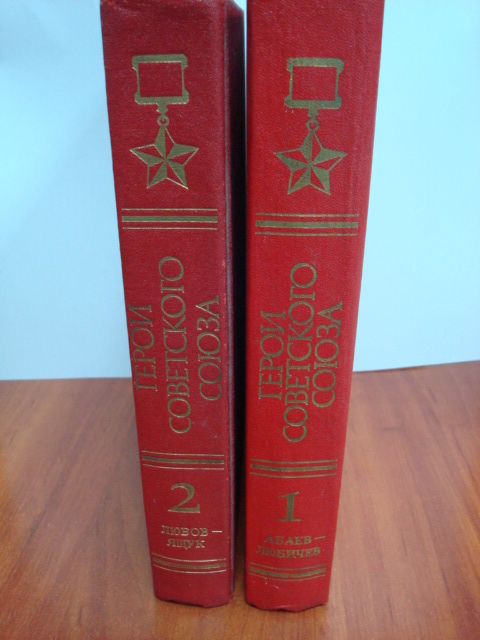 ГЕРОИ
СОВЕТСКОГО
СОЮЗА
2
ЛЮБОВ —
ЯЩУК
ГЕРОИ
СОВЕТСКОГО
СОЮЗА
1
АБАЕВ —
ЛЮБИЧЕВ